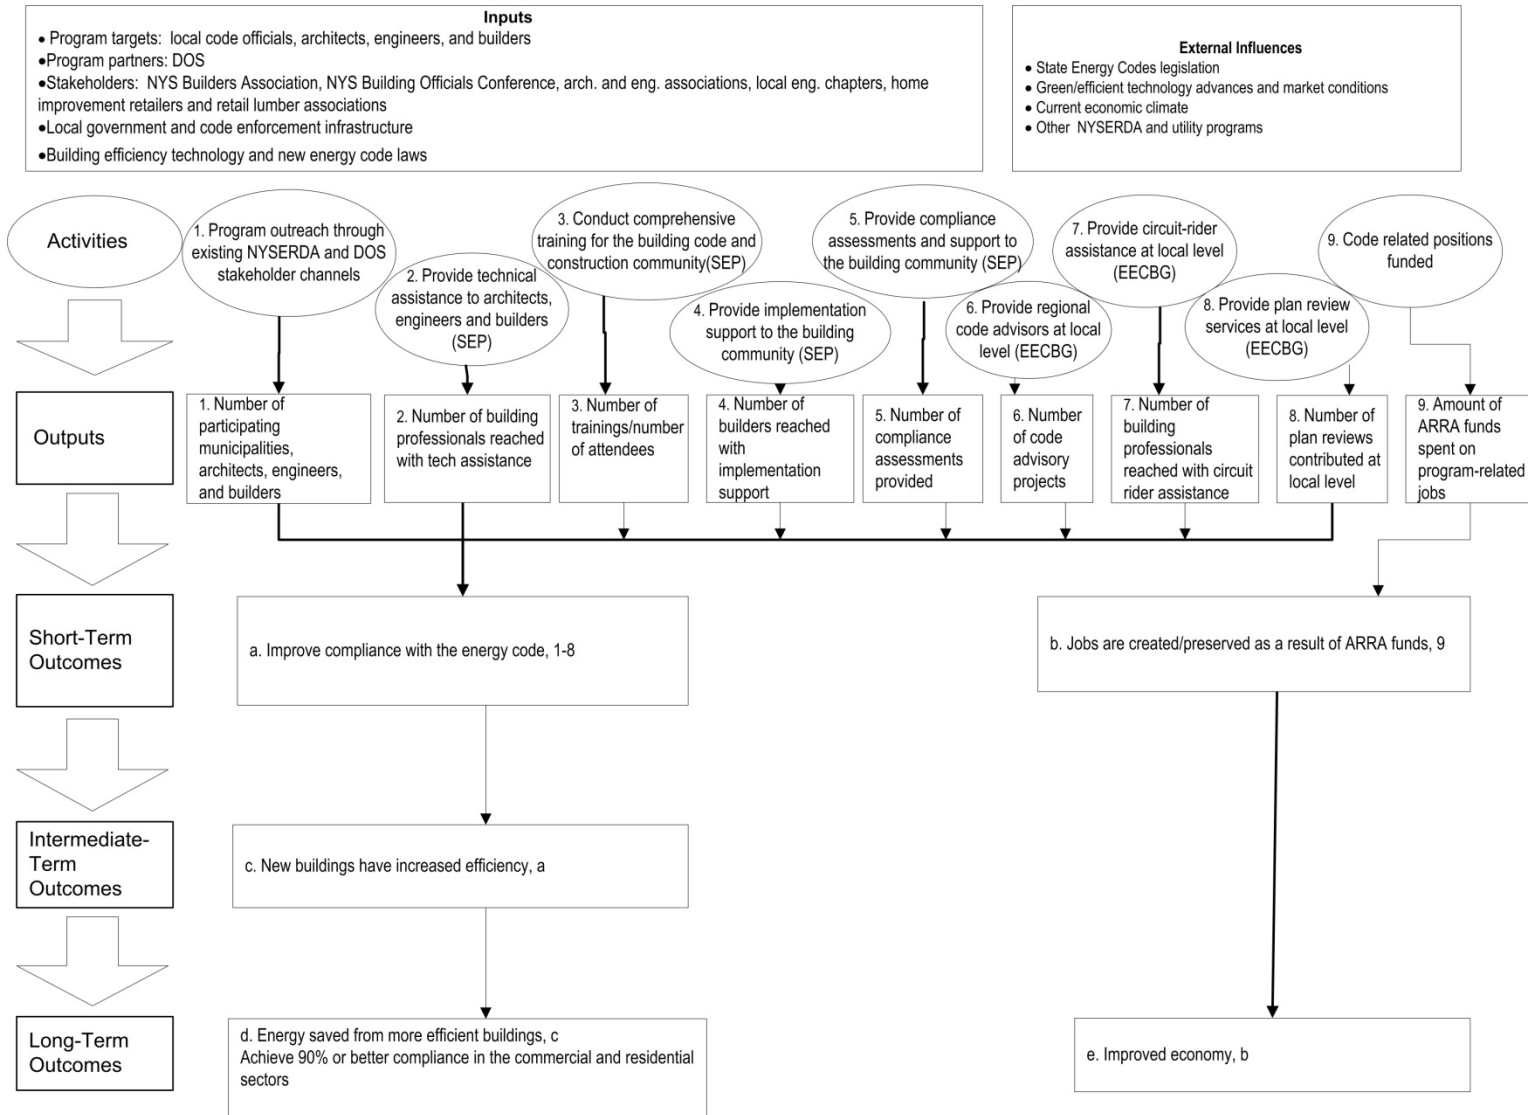 Inputs
• Program targets: local code officials, architects, engineers, and builders
•Program partners: DOS
•Stakeholders: NYS Builders Association, NYS Building Officials Conference, arch. and eng. associations, local eng. chapters, home
improvement retailers and retail lumber associations
•Local government and code enforcement infrastructure
•Building efficiency technology and new energy code laws
External Influences
• State Energy Codes legislation
• Green/efficient technology advances and market conditions
• Current economic climate
• Other NYSERDA and utility programs
Activities
1. Program outreach through
existing NYSERDA and DOS
stakeholder channels
2. Provide technical
assistance to architects,
engineers and builders
(SEP)
3. Conduct comprehensive
training for the building code and
construction community(SEP)
4. Provide implementation
support to the building
community (SEP)
5. Provide compliance
assessments and support to
the building community (SEP)
6. Provide regional
code advisors at local
level (EECBG)
7. Provide circuit-rider
assistance at local level
(EECBG)
8. Provide plan review
services at local level
(EECBG)
9. Code related positions
funded
Outputs
1. Number of
participating
municipalities,
architects, engineers,
and builders
2. Number of building
professionals reached
with tech assistance
3. Number of
trainings/number
of attendees
4. Number of
builders reached
with
implementation
support
5. Number of
compliance
assessments
provided
6. Number
of code
advisory
projects
7. Number of
building
professionals
reached with circuit
rider assistance
8. Number of
plan reviews
contributed at
local level
9. Amount of
ARRA funds
spent on
program-related
jobs
Short-Term
Outcomes
a. Improve compliance with the energy code, 1-8
b. Jobs are created/preserved as a result of ARRA funds, 9
Intermediate-
Term
Outcomes
c. New buildings have increased efficiency, a
Long-Term
Outcomes
d. Energy saved from more efficient buildings, c
Achieve 90% or better compliance in the commercial and residential
sectors
e. Improved economy, b